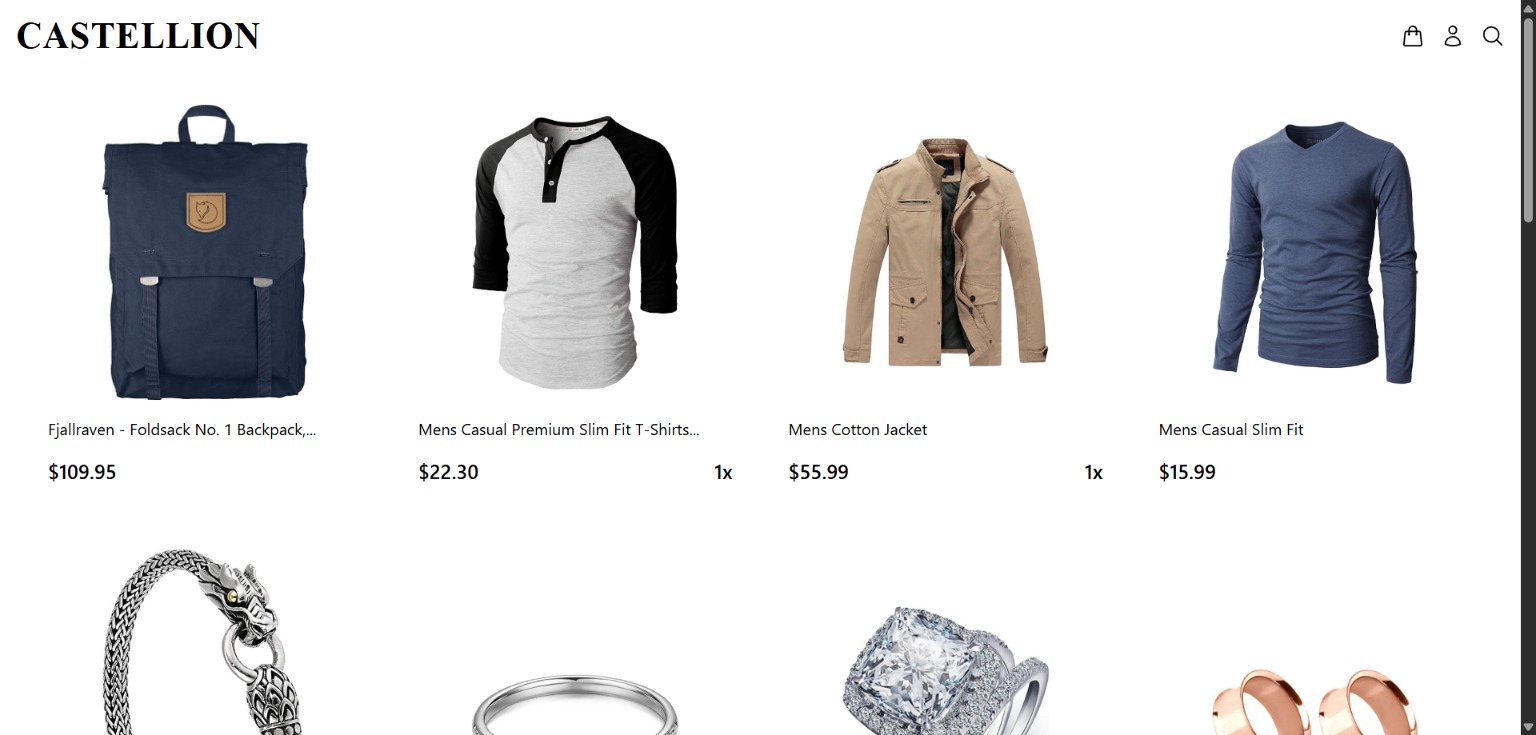 CASTELLION
Fjallraven - Foldsack No. 1 Backpack,...
Mens Casual Premium Slim Fit T-Shirts...
Mens Cotton Jacket
Mens Casual Slim Fit
$109.95
$22.30
1x
$55.99
1x
$15.99